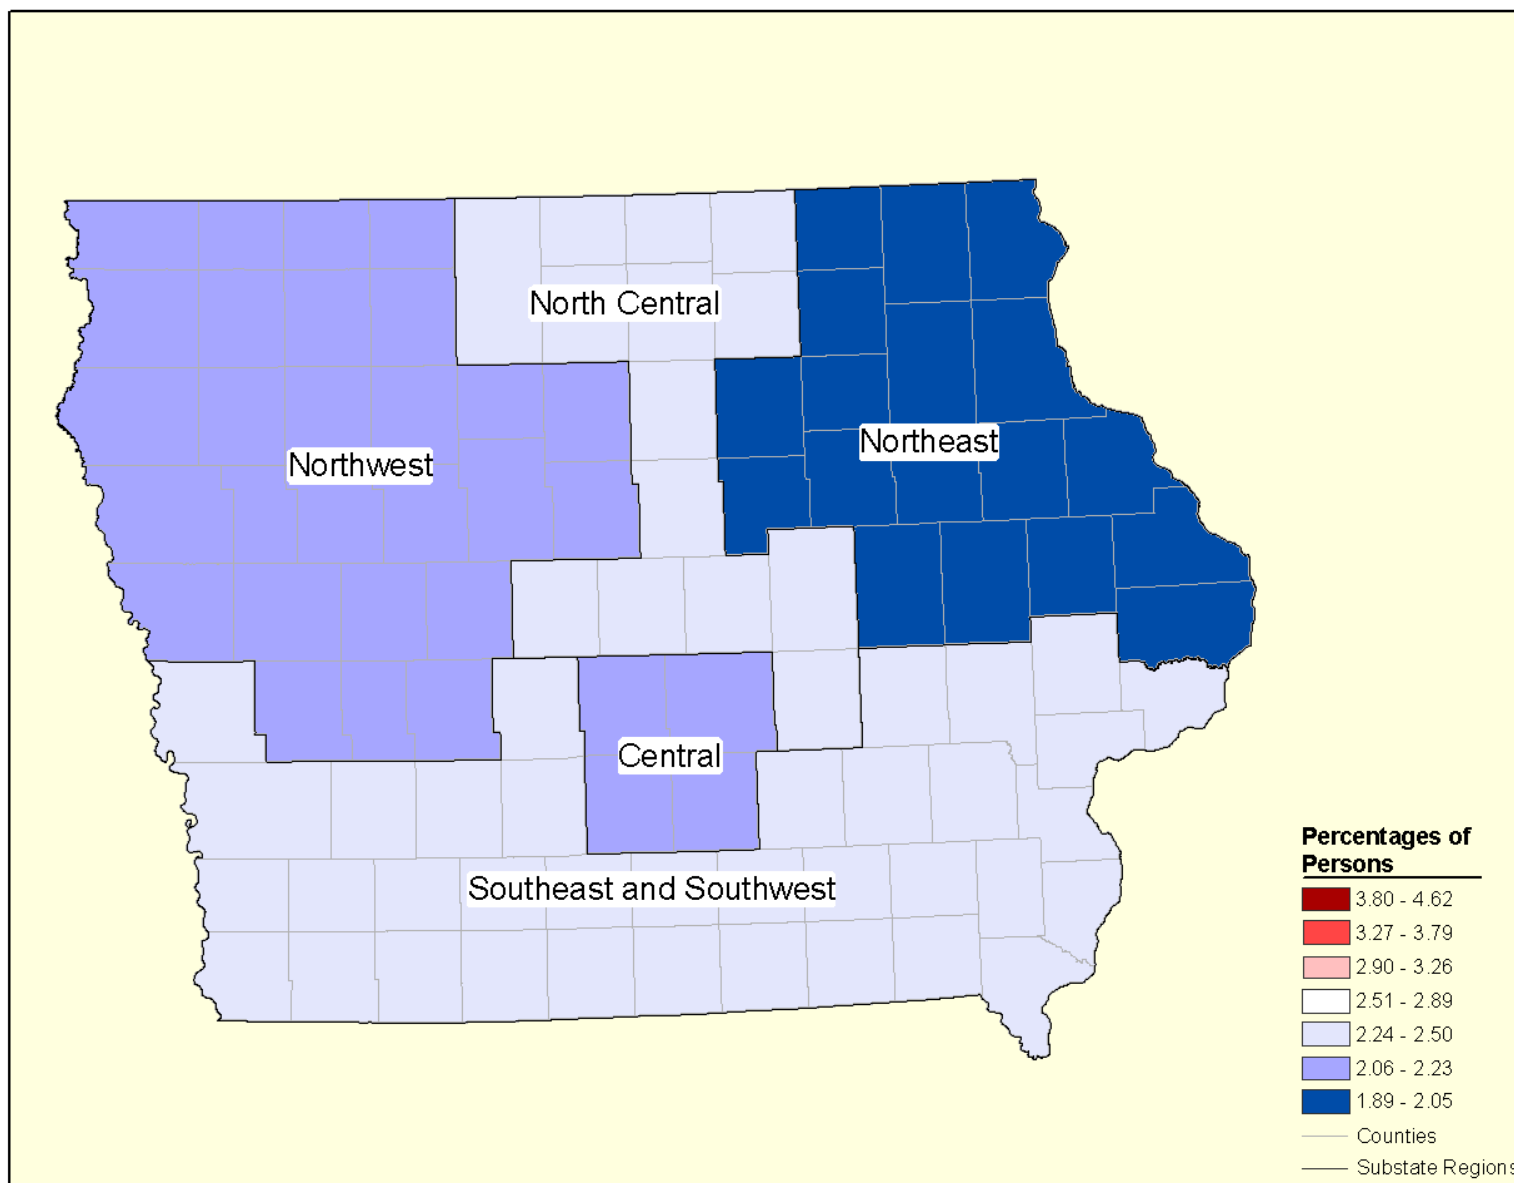 North Central
Northeast
Northwest
Central
Southeast and Southwest
Percentages of
Persons
3.80 - 4.62
3.27 - 3.79
2.90 - 3.26
2.51 - 2.89
2.24 - 2.50
2.06 - 2.23
1.89 - 2.05
Counties
Substate Regions